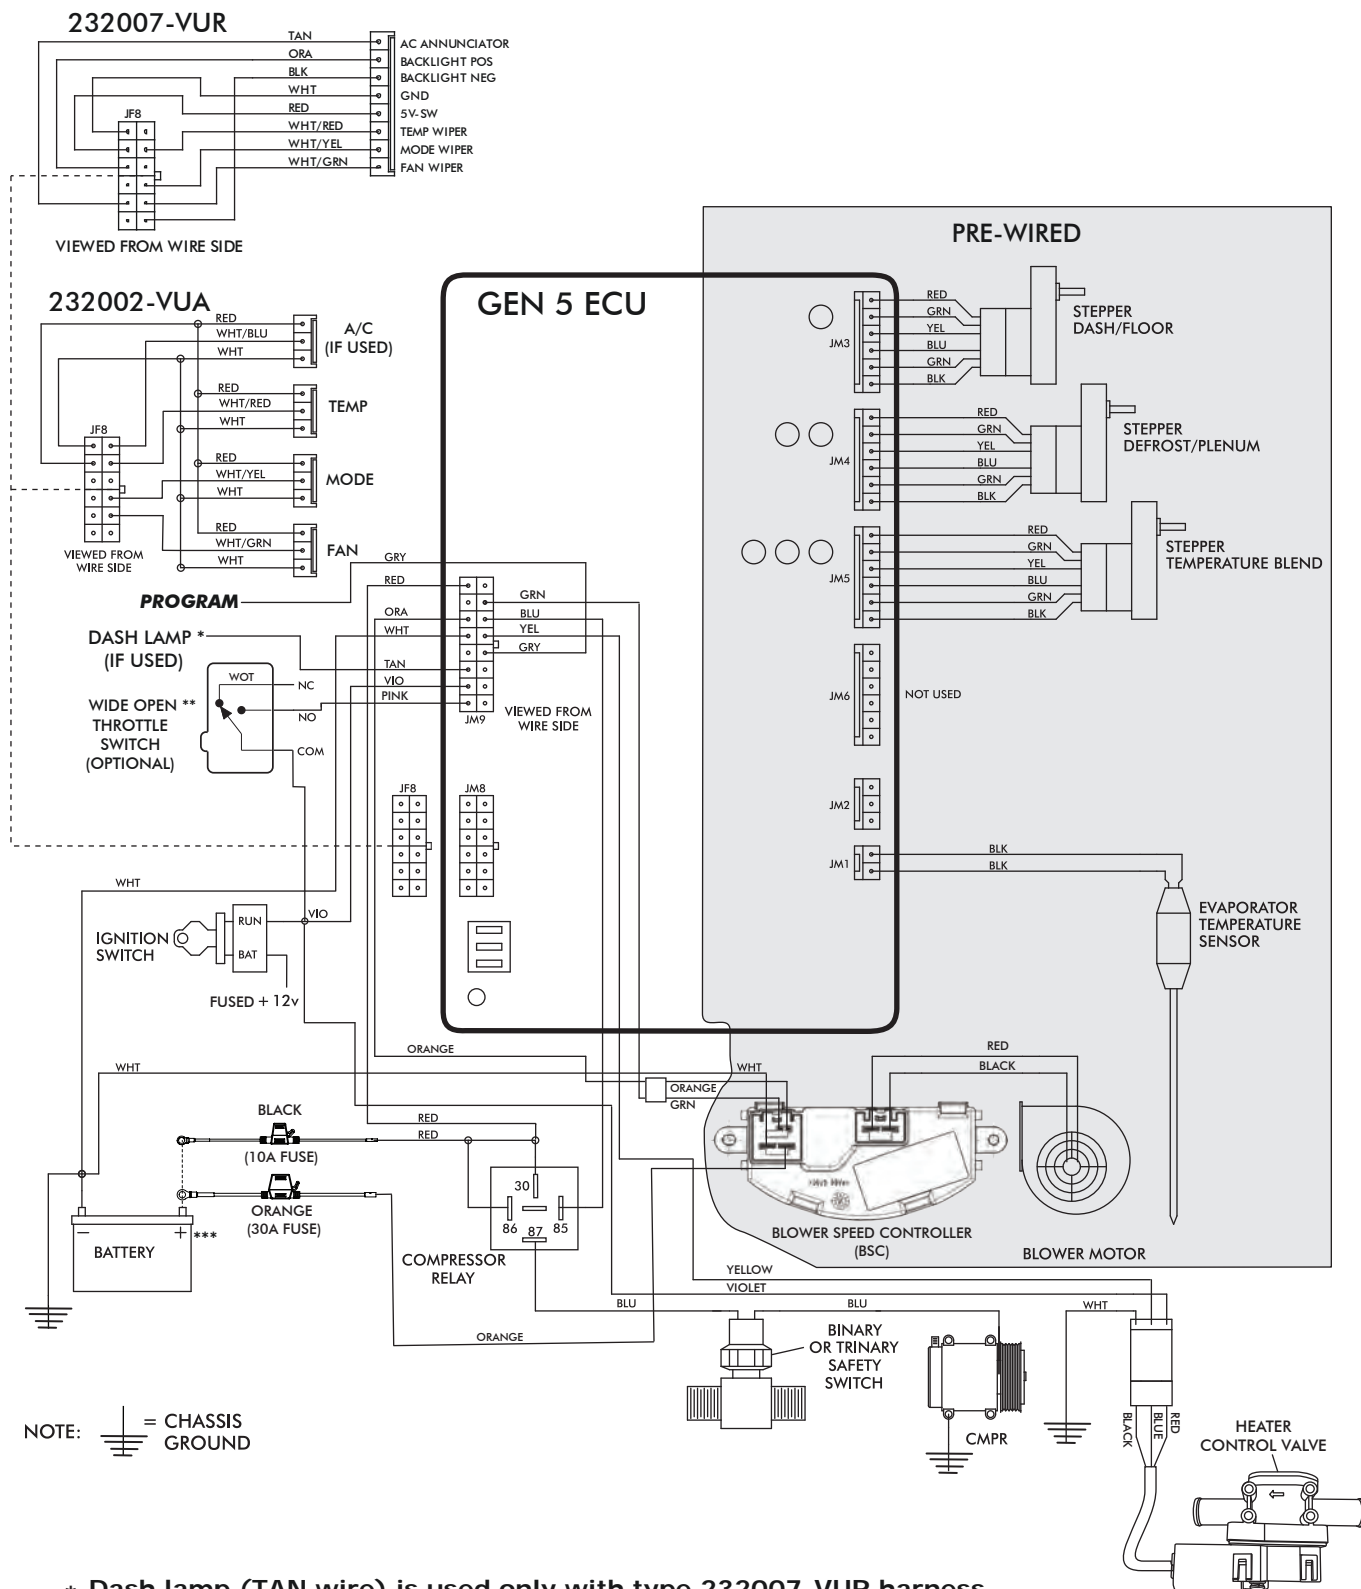 232007-VUR
TAN
ORA
BLK
WHT
RED
WHT/RED
WHT/YEL
WHT/GRN
AC ANNUNCIATOR
BACKLIGHT POS
BACKLIGHT NEG
GND
5V-SW
TEMP WIPER
MODE WIPER
FAN WIPER
JF8
VIEWED FROM WIRE SIDE
232002-VUA
RED
WHT/BLU
WHT
A/C
(IF USED)
RED
WHT/RED
WHT
TEMP
JF8
RED
WHT/YEL
WHT
MODE
RED
WHT/GRN
WHT
FAN
VIEWED FROM
WIRE SIDE
GEN 5 ECU
PRE-WIRED
JM3
RED
GRN
YEL
BLU
GRN
BLK
STEPPER
DASH/FLOOR
JM4
RED
GRN
YEL
BLU
GRN
BLK
STEPPER
DEFROST/PLENUM
JM5
RED
GRN
YEL
BLU
GRN
BLK
STEPPER
TEMPERATURE BLEND
JM6
NOT USED
JM2
JM1
BLK
BLK
EVAPORATOR
TEMPERATURE
SENSOR
PROGRAM
GRY
RED
ORA
WHT
TAN
VIO
PINK
GRN
BLU
YEL
GRY
JM9
VIEWED FROM
WIRE SIDE
DASH LAMP *
(IF USED)
WIDE OPEN **
THROTTLE
SWITCH
(OPTIONAL)
WOT
NC
NO
COM
JF8
JM8
WHT
IGNITION
SWITCH
RUN
BAT
VIO
FUSED + 12v
WHT
ORANGE
WHT
ORANGE
GRN
RED
BLACK
BLACK
(10A FUSE)
RED
RED
ORANGE
(30A FUSE)
30
86
87
85
COMPRESSOR
RELAY
−
+
***
BATTERY
BLOWER SPEED CONTROLLER
(BSC)
BLOWER MOTOR
YELLOW
VIOLET
BLU
BLU
WHT
ORANGE
BINARY
OR TRINARY
SAFETY
SWITCH
CMPR
BLACK
BLUE
RED
HEATER
CONTROL VALVE
NOTE:
= CHASSIS
GROUND
* Dash lamp (TAN wire) is used only with type 232007-VUR harness